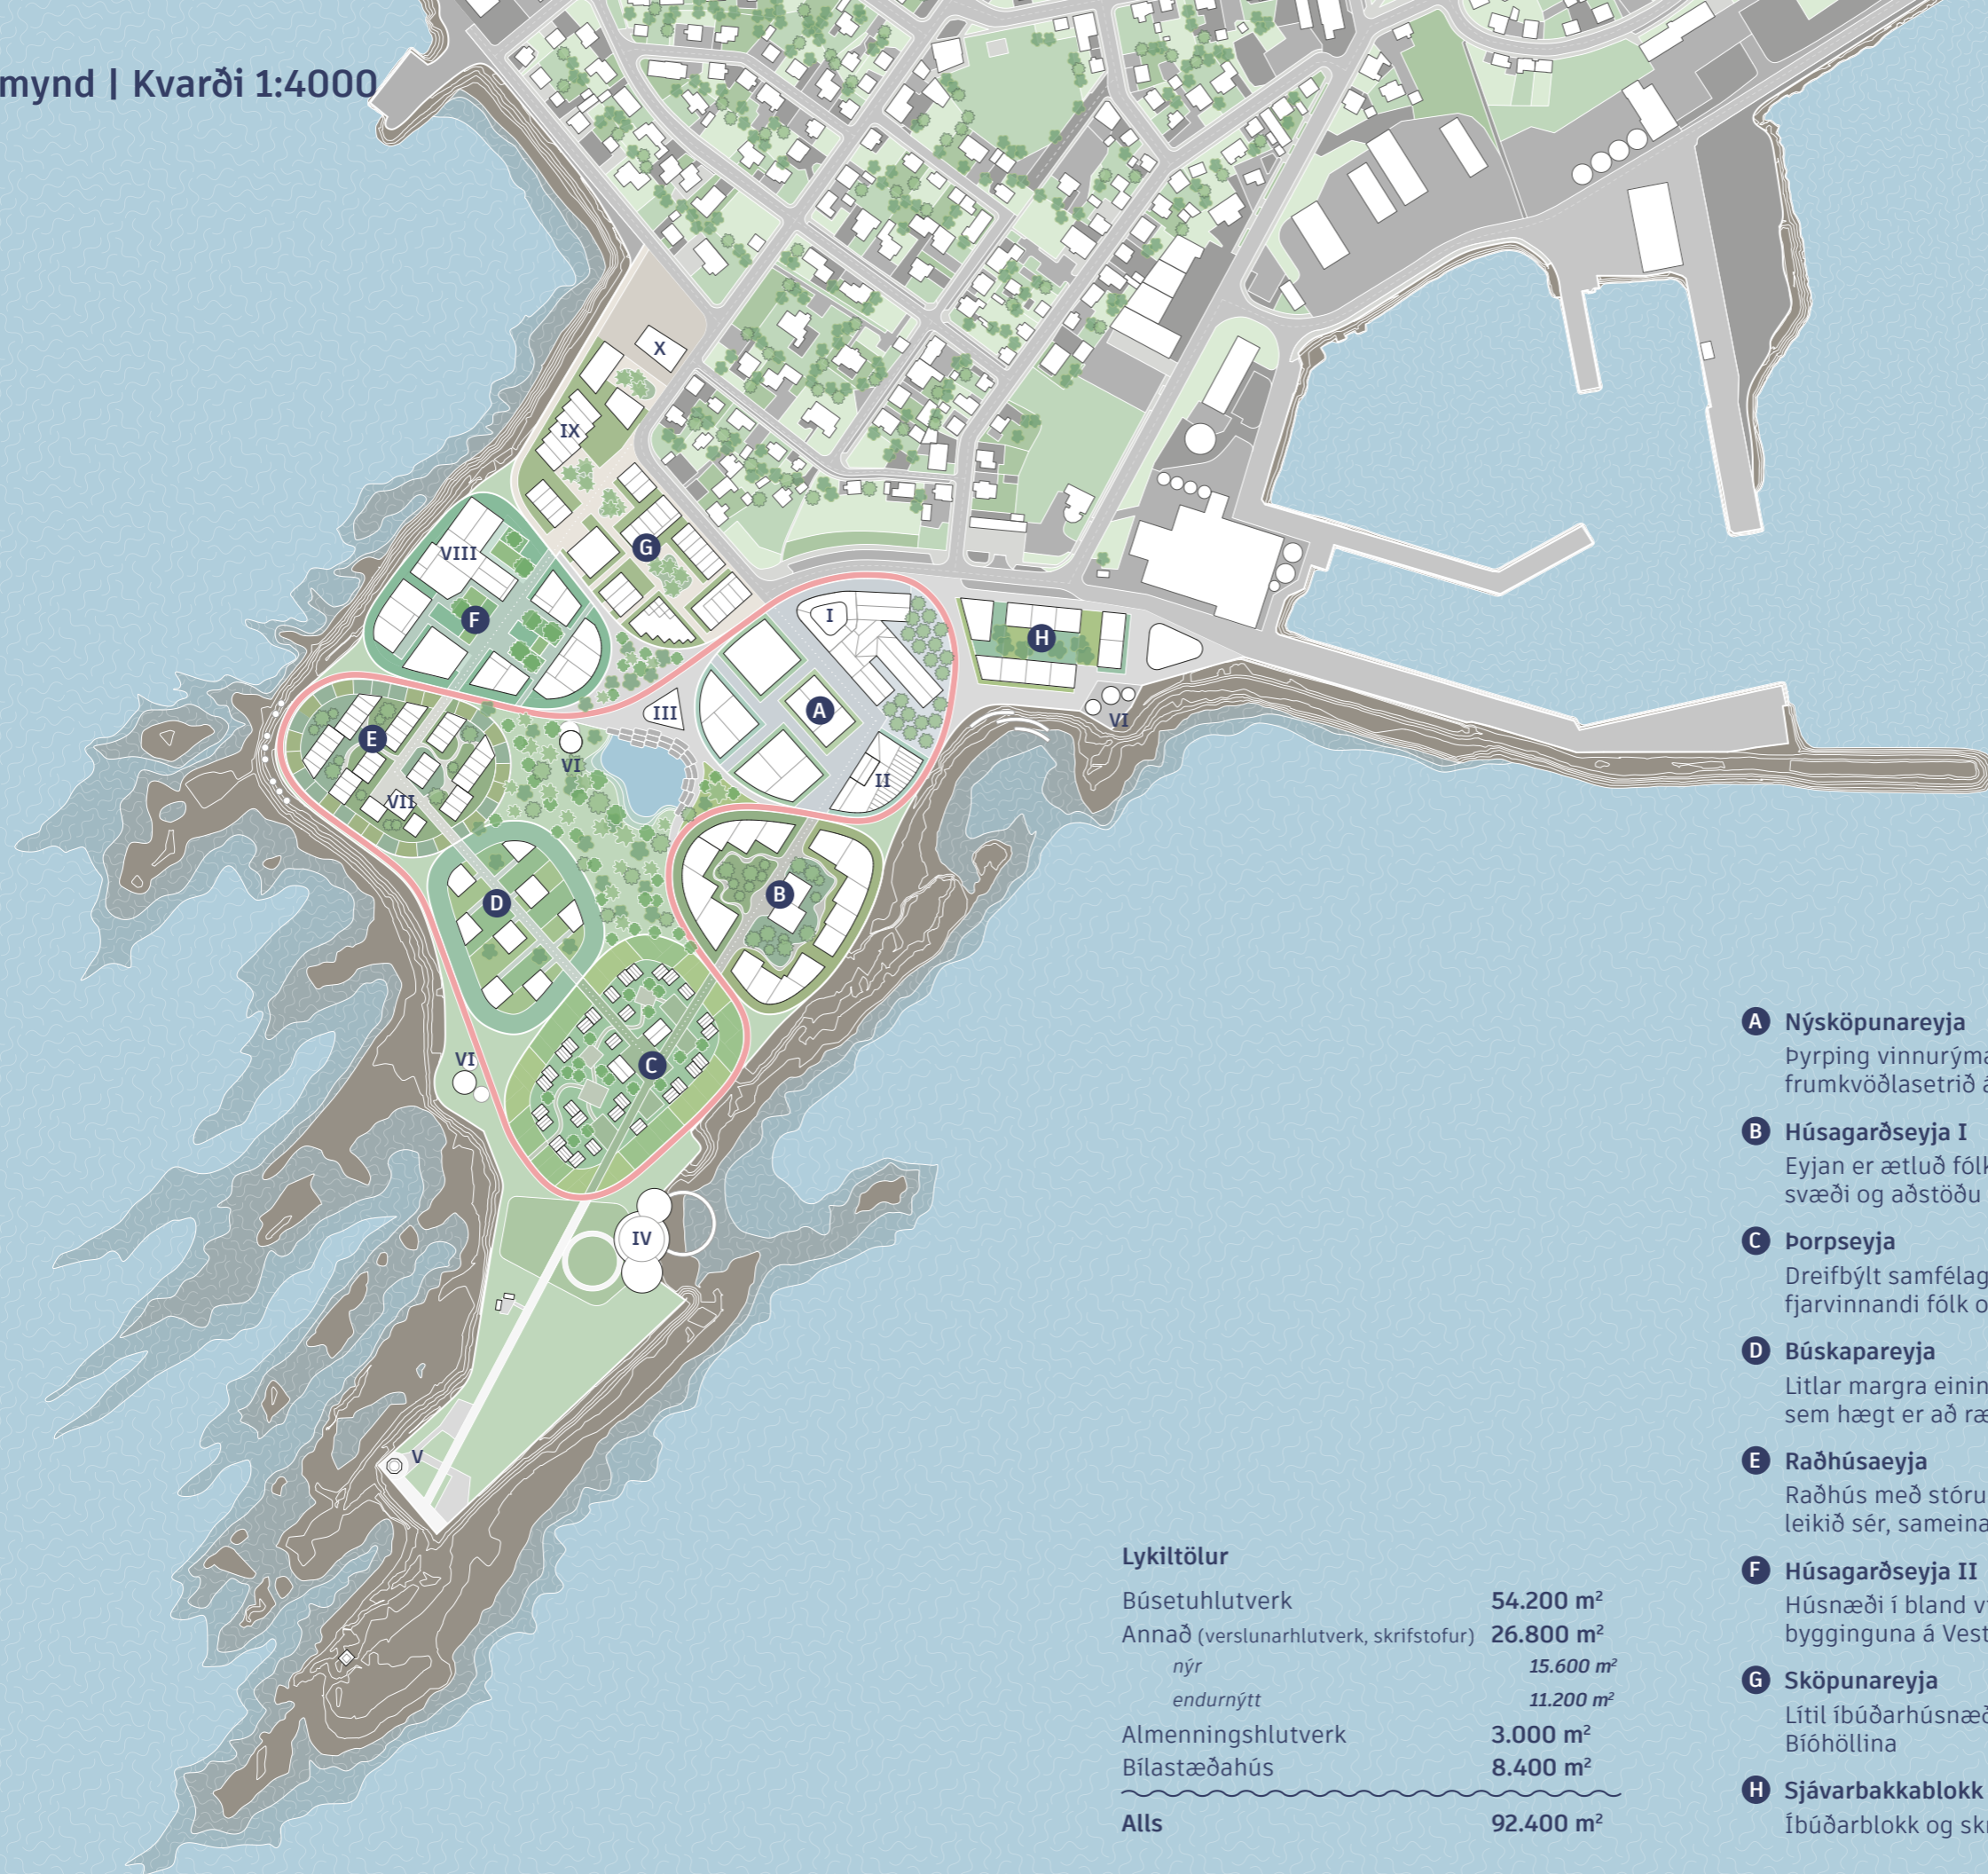 mynd | Kvarði 1:4000
X
IX
VIII
G
F
I
H
A
III
VI
E
VI
II
VII
B
D
VI
C
IV
V
Lykiltölur
Búsetuhlutverk 54.200 m²
Annað (verslunarhlutverk, skrifstofur) 26.800 m²
nýr 15.600 m²
endurnýtt 11.200 m²
Almenningshlutverk 3.000 m²
Bílastæðahús 8.400 m²
Alls 92.400 m²
A Nýsköpunareyja
Þyrping vinnurýma
frumkvöðlasetrið á
B Húsagarðseyja I
Eyjan er ætluð fólk
svæði og aðstöðu
C Þorpseyja
Dreifbýlt samfélag
fjarvinnandi fólk o
D Búskapareyja
Litlar margra einin
sem hægt er að ræ
E Raðhúsaeyja
Raðhús með stóru
leikið sér, sameina
F Húsagarðseyja II
Húsnæði í bland vi
bygginguna á Vest
G Sköpunareyja
Lítil íbúðarhúsnæð
Bíóhöllina
H Sjávarbakkablokk
Íbúðarblokk og skr